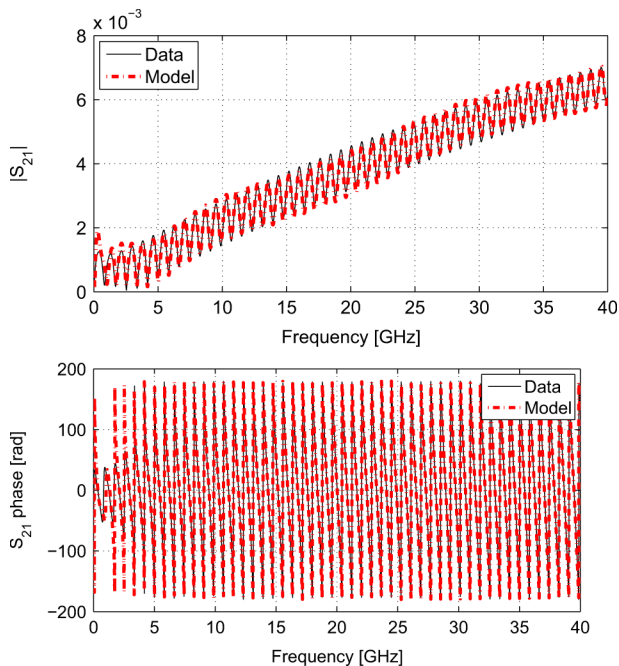 x 10⁻³
8
6
4
2
0
|S₂₁|
Data
Model
0 5 10 15 20 25 30 35 40
Frequency [GHz]
200
100
0
−100
−200
S₂₁ phase [rad]
Data
Model
0 5 10 15 20 25 30 35 40
Frequency [GHz]